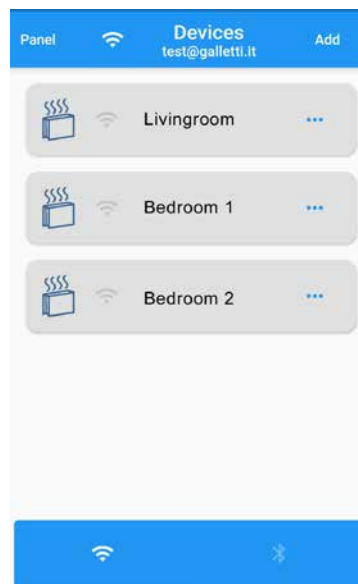 Panel
Devices
test@galletti.it
Add
Livingroom
Bedroom 1
Bedroom 2